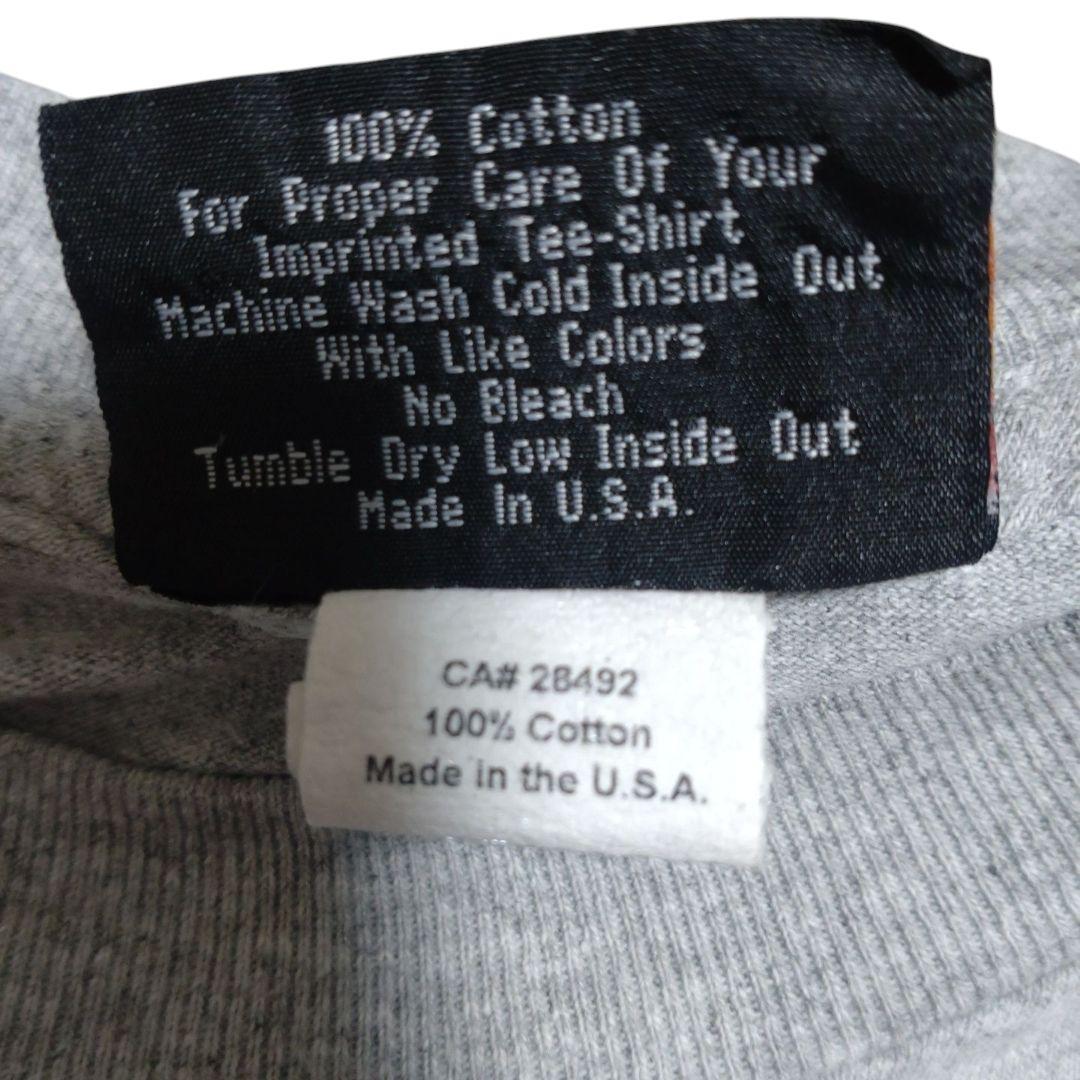 100% Cotton
For Proper Care Of Your
Imprinted Tee-Shirt
Machine Wash Cold Inside Out
With Like Colors
No Bleach
Tumble Dry Low Inside Out
Made In U.S.A.
CA# 28492
100% Cotton
Made in the U.S.A.